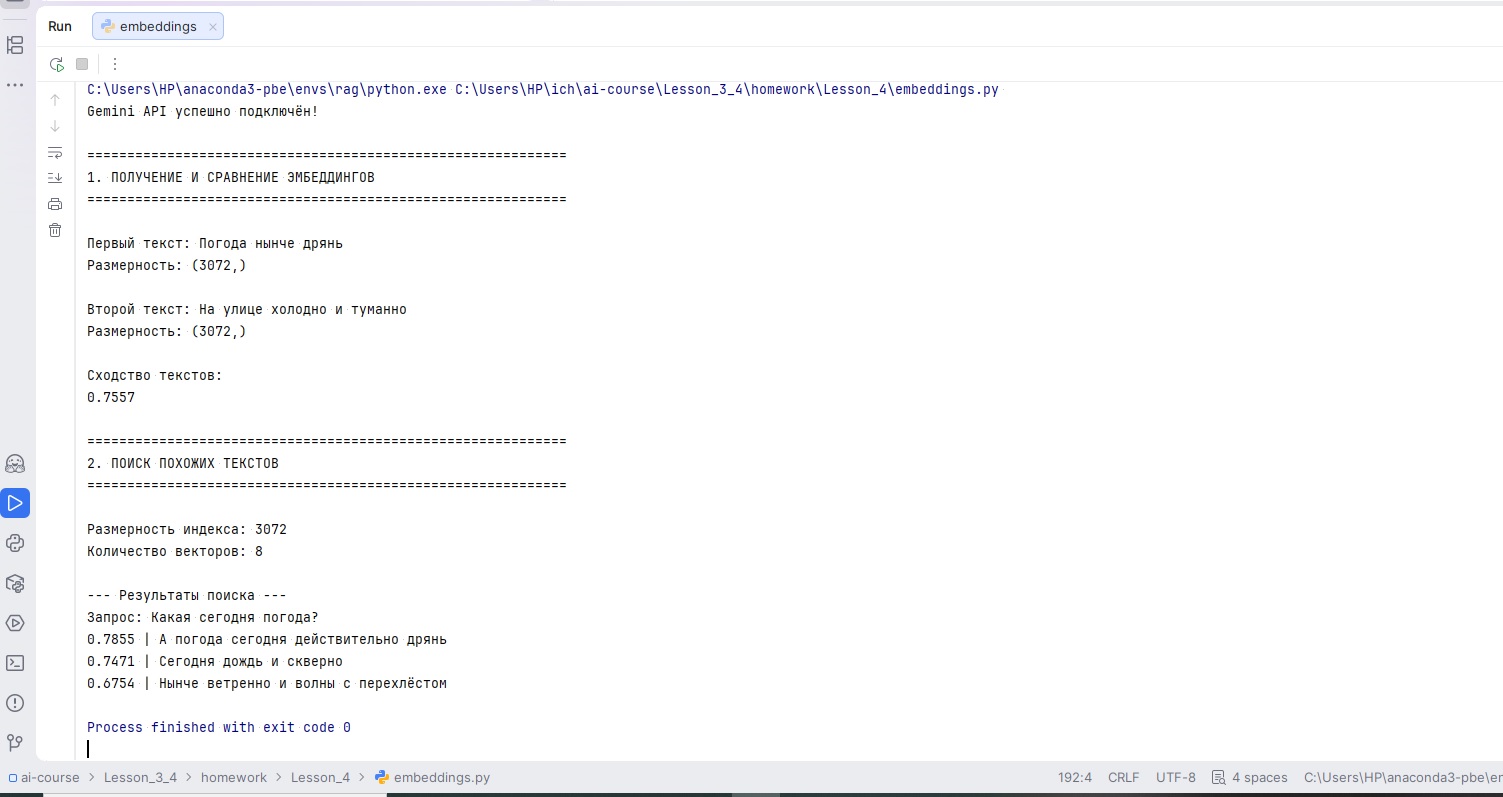 Run embeddings
C:\Users\HP\anaconda3-pbe\envs\rag\python.exe C:\Users\HP\ich\ai-course\Lesson_3_4\homework\Lesson_4\embeddings.py
Gemini API успешно подключён!
============================================================
1. ПОЛУЧЕНИЕ И СРАВНЕНИЕ ЭМБЕДДИНГОВ
============================================================
Первый текст: Погода нынче дрянь
Размерность: (3072,)
Второй текст: На улице холодно и туманно
Размерность: (3072,)
Сходство текстов:
0.7557
============================================================
2. ПОИСК ПОХОЖИХ ТЕКСТОВ
============================================================
Размерность индекса: 3072
Количество векторов: 8
--- Результаты поиска ---
Запрос: Какая сегодня погода?
0.7855 | А погода сегодня действительно дрянь
0.7471 | Сегодня дождь и скверно
0.6754 | Нынче ветренно и волны с перехлёстом
Process finished with exit code 0
ai-course > Lesson_3_4 > homework > Lesson_4 > embeddings.py 192:4 CRLF UTF-8 4 spaces C:\Users\HP\anaconda3-pbe\en